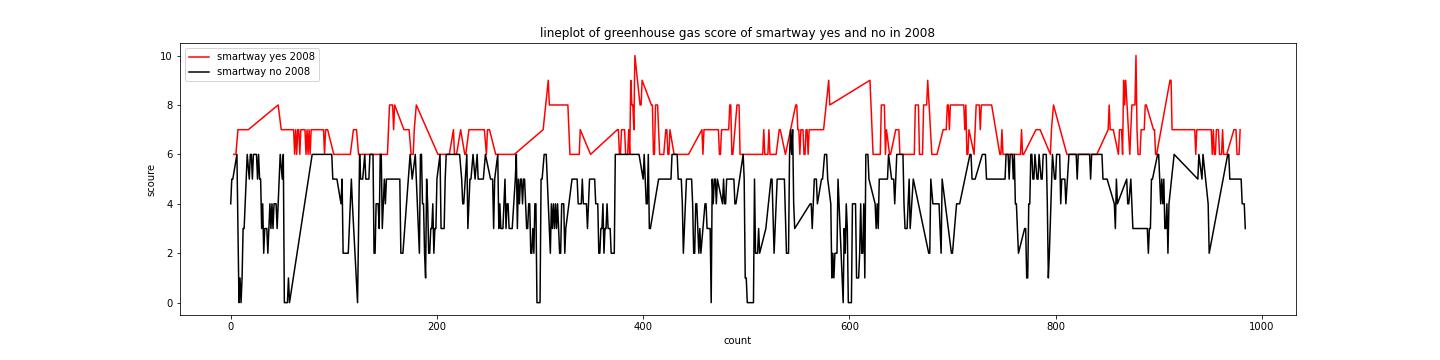 lineplot of greenhouse gas score of smartway yes and no in 2008
smartway yes 2008
smartway no 2008
10
8
6
4
2
0
scoure
0 200 400 600 800 1000
count